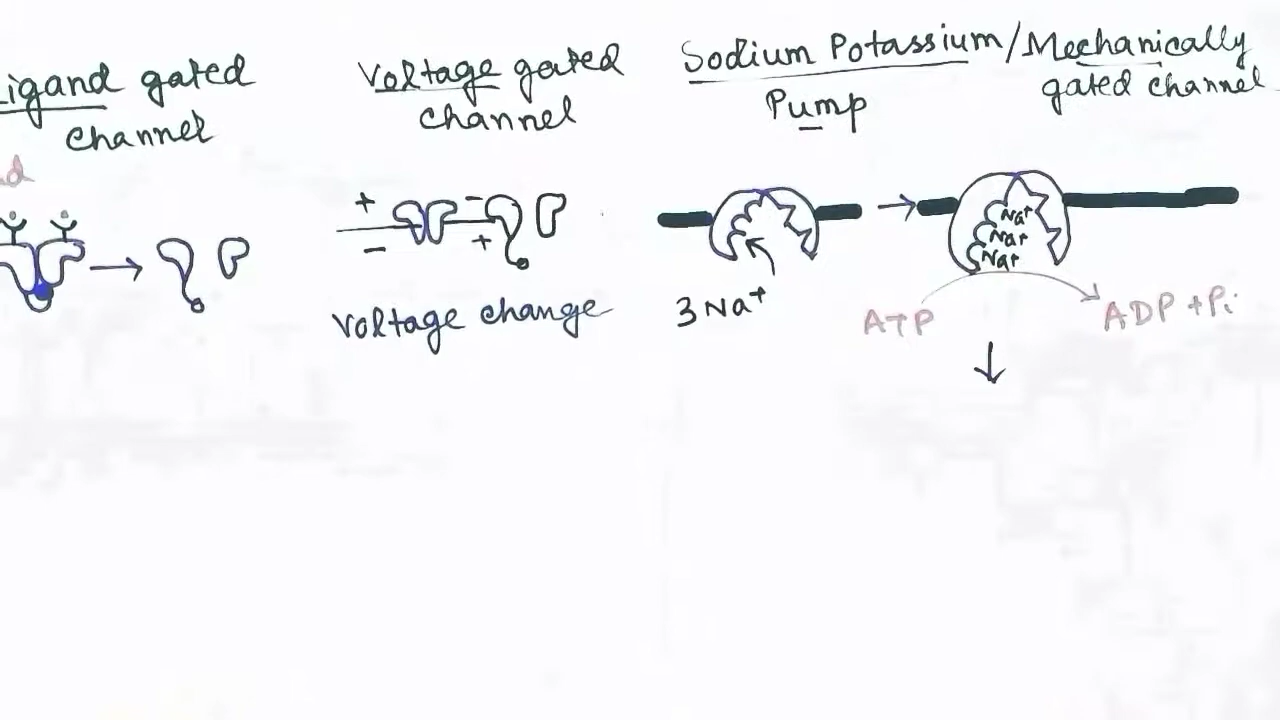 Ligand gated
channel
Voltage gated
channel
Sodium Potassium/Mechanically
Pump
gated channel
+
-
-
+
voltage change
3 Na+
Na+
Na+
Na+
ATP
ADP + Pi